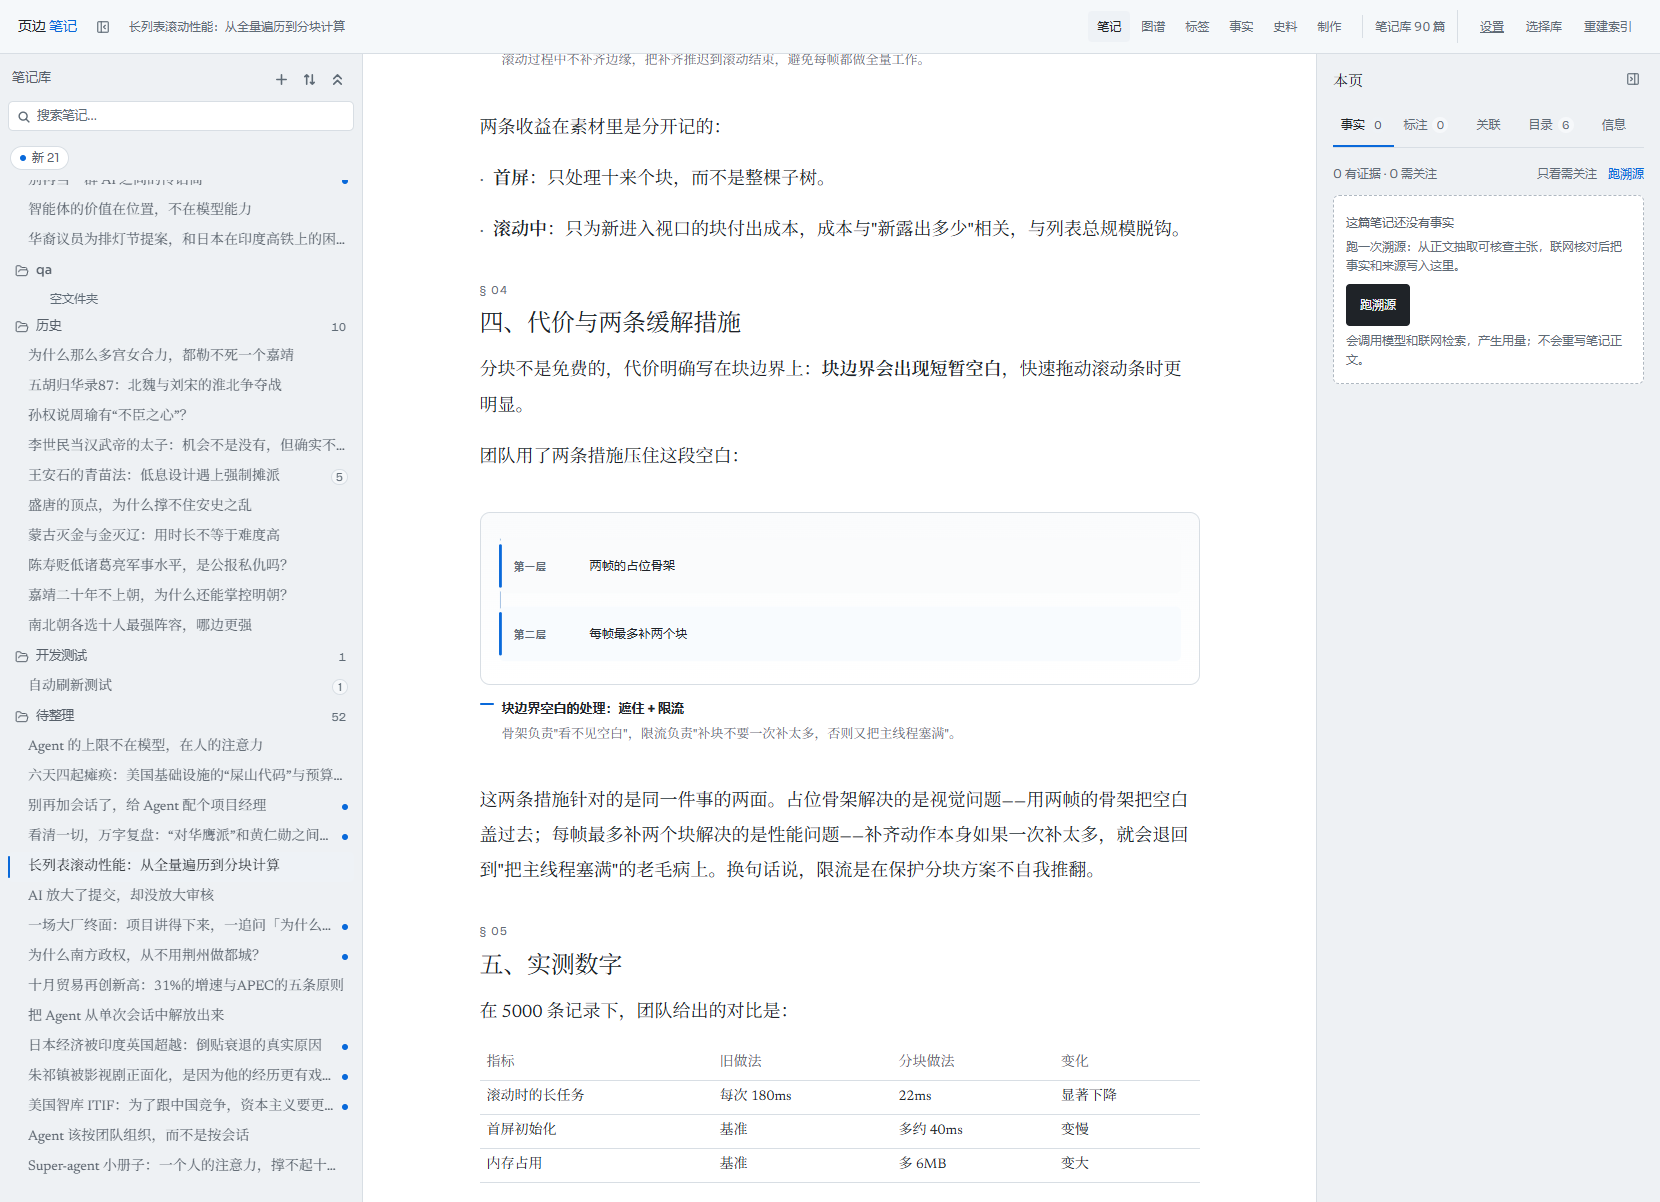 页边 笔记
长列表滚动性能：从全量遍历到分块计算
笔记
图谱
标签
事实
史料
制作
笔记库 90 篇
设置
选择库
重建索引
笔记库
搜索笔记...
新 21
智能体的价值在位置，不在模型能力
华裔议员为排灯节提案，和日本在印度高铁上的困...
qa
空文件夹
历史 10
为什么那么多宫女合力，都勒不死一个嘉靖
五胡归华录87：北魏与刘宋的淮北争夺战
孙权说周瑜有“不臣之心”？
李世民当汉武帝的太子：机会不是没有，但确实不...
王安石的青苗法：低息设计遇上强制摊派 5
盛唐的顶点，为什么撑不住安史之乱
蒙古灭金与金灭辽：用时长不等于难度高
陈寿贬低诸葛亮军事水平，是公报私仇吗？
嘉靖二十年不上朝，为什么还能掌控明朝？
南北朝各选十人最强阵容，哪边更强
开发测试 1
自动刷新测试 1
待整理 52
Agent 的上限不在模型，在人的注意力
六天四起瘫痪：美国基础设施的“屎山代码”与预算...
别再加会话了，给 Agent 配个项目经理
看清一切，万字复盘：“对华鹰派”和黄仁勋之间...
长列表滚动性能：从全量遍历到分块计算
AI 放大了提交，却没放大审核
一场大厂终面：项目讲得下来，一追问「为什么...
为什么南方政权，从不用荆州做都城？
十月贸易再创新高：31%的增速与APEC的五条原则
把 Agent 从单次会话中解放出来
日本经济被印度英国超越：倒贴衰退的真实原因
朱祁镇被影视剧正面化，是因为他的经历更有戏...
美国智库 ITIF：为了跟中国竞争，资本主义要更...
Agent 该按团队组织，而不是按会话
Super-agent 小册子：一个人的注意力，撑不起十...
滚动过程中不补齐边缘，把补齐推迟到滚动结束，避免每帧都做全量工作。
两条收益在素材里是分开记的：
· 首屏：只处理十来个块，而不是整棵子树。
· 滚动中：只为新进入视口的块付出成本，成本与"新露出多少"相关，与列表总规模脱钩。
§ 04
四、代价与两条缓解措施
分块不是免费的，代价明确写在块边界上：块边界会出现短暂空白，快速拖动滚动条时更
明显。
团队用了两条措施压住这段空白：
第一层 两帧的占位骨架
第二层 每帧最多补两个块
块边界空白的处理：遮住 + 限流
骨架负责"看不见空白"，限流负责"补块不要一次补太多，否则又把主线程塞满"。
这两条措施针对的是同一件事的两面。占位骨架解决的是视觉问题——用两帧的骨架把空白
盖过去；每帧最多补两个块解决的是性能问题——补齐动作本身如果一次补太多，就会退回
到"把主线程塞满"的老毛病上。换句话说，限流是在保护分块方案不自我推翻。
§ 05
五、实测数字
在 5000 条记录下，团队给出的对比是：
指标 旧做法 分块做法 变化
滚动时的长任务 每次 180ms 22ms 显著下降
首屏初始化 基准 多约 40ms 变慢
内存占用 基准 多 6MB 变大
本页
事实 0
标注 0
关联
目录 6
信息
0 有证据 · 0 需关注
只看需关注
跑溯源
这篇笔记还没有事实
跑一次溯源：从正文抽取可核查主张，联网核对后把
事实和来源写入这里。
跑溯源
会调用模型和联网检索，产生用量；不会重写笔记正
文。